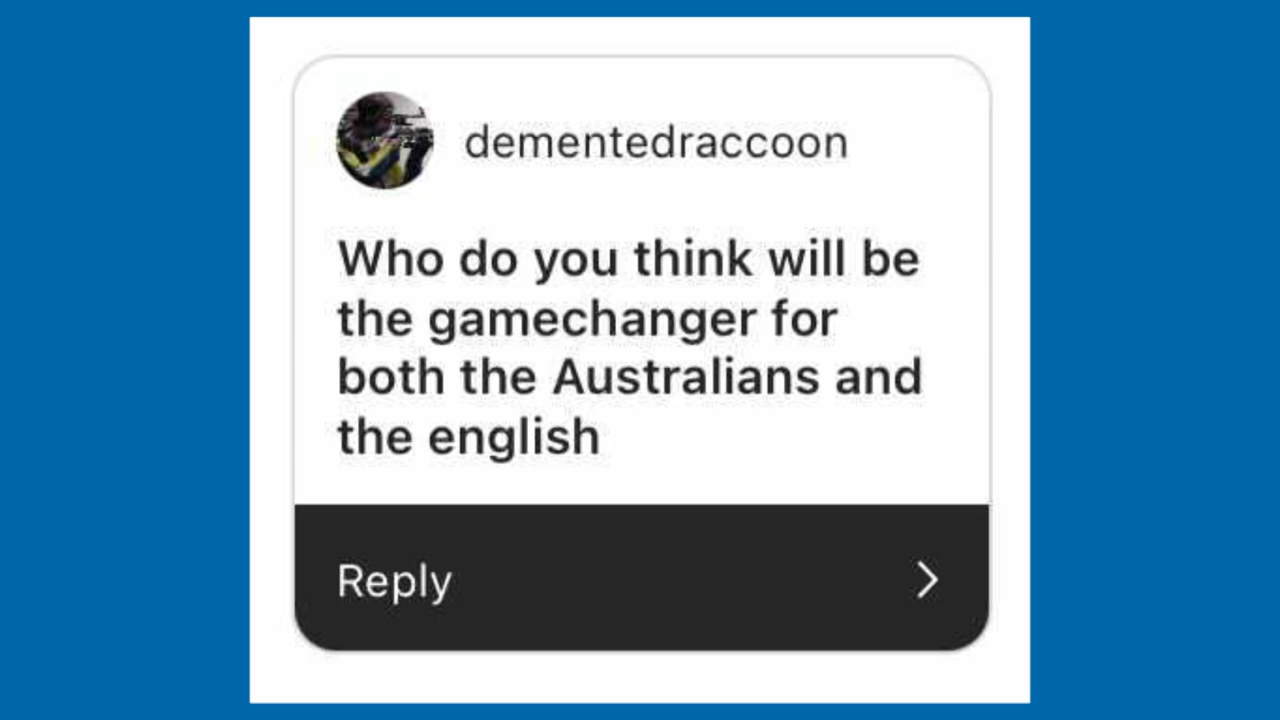 dementedraccoon
Who do you think will be
the gamechanger for
both the Australians and
the english
Reply